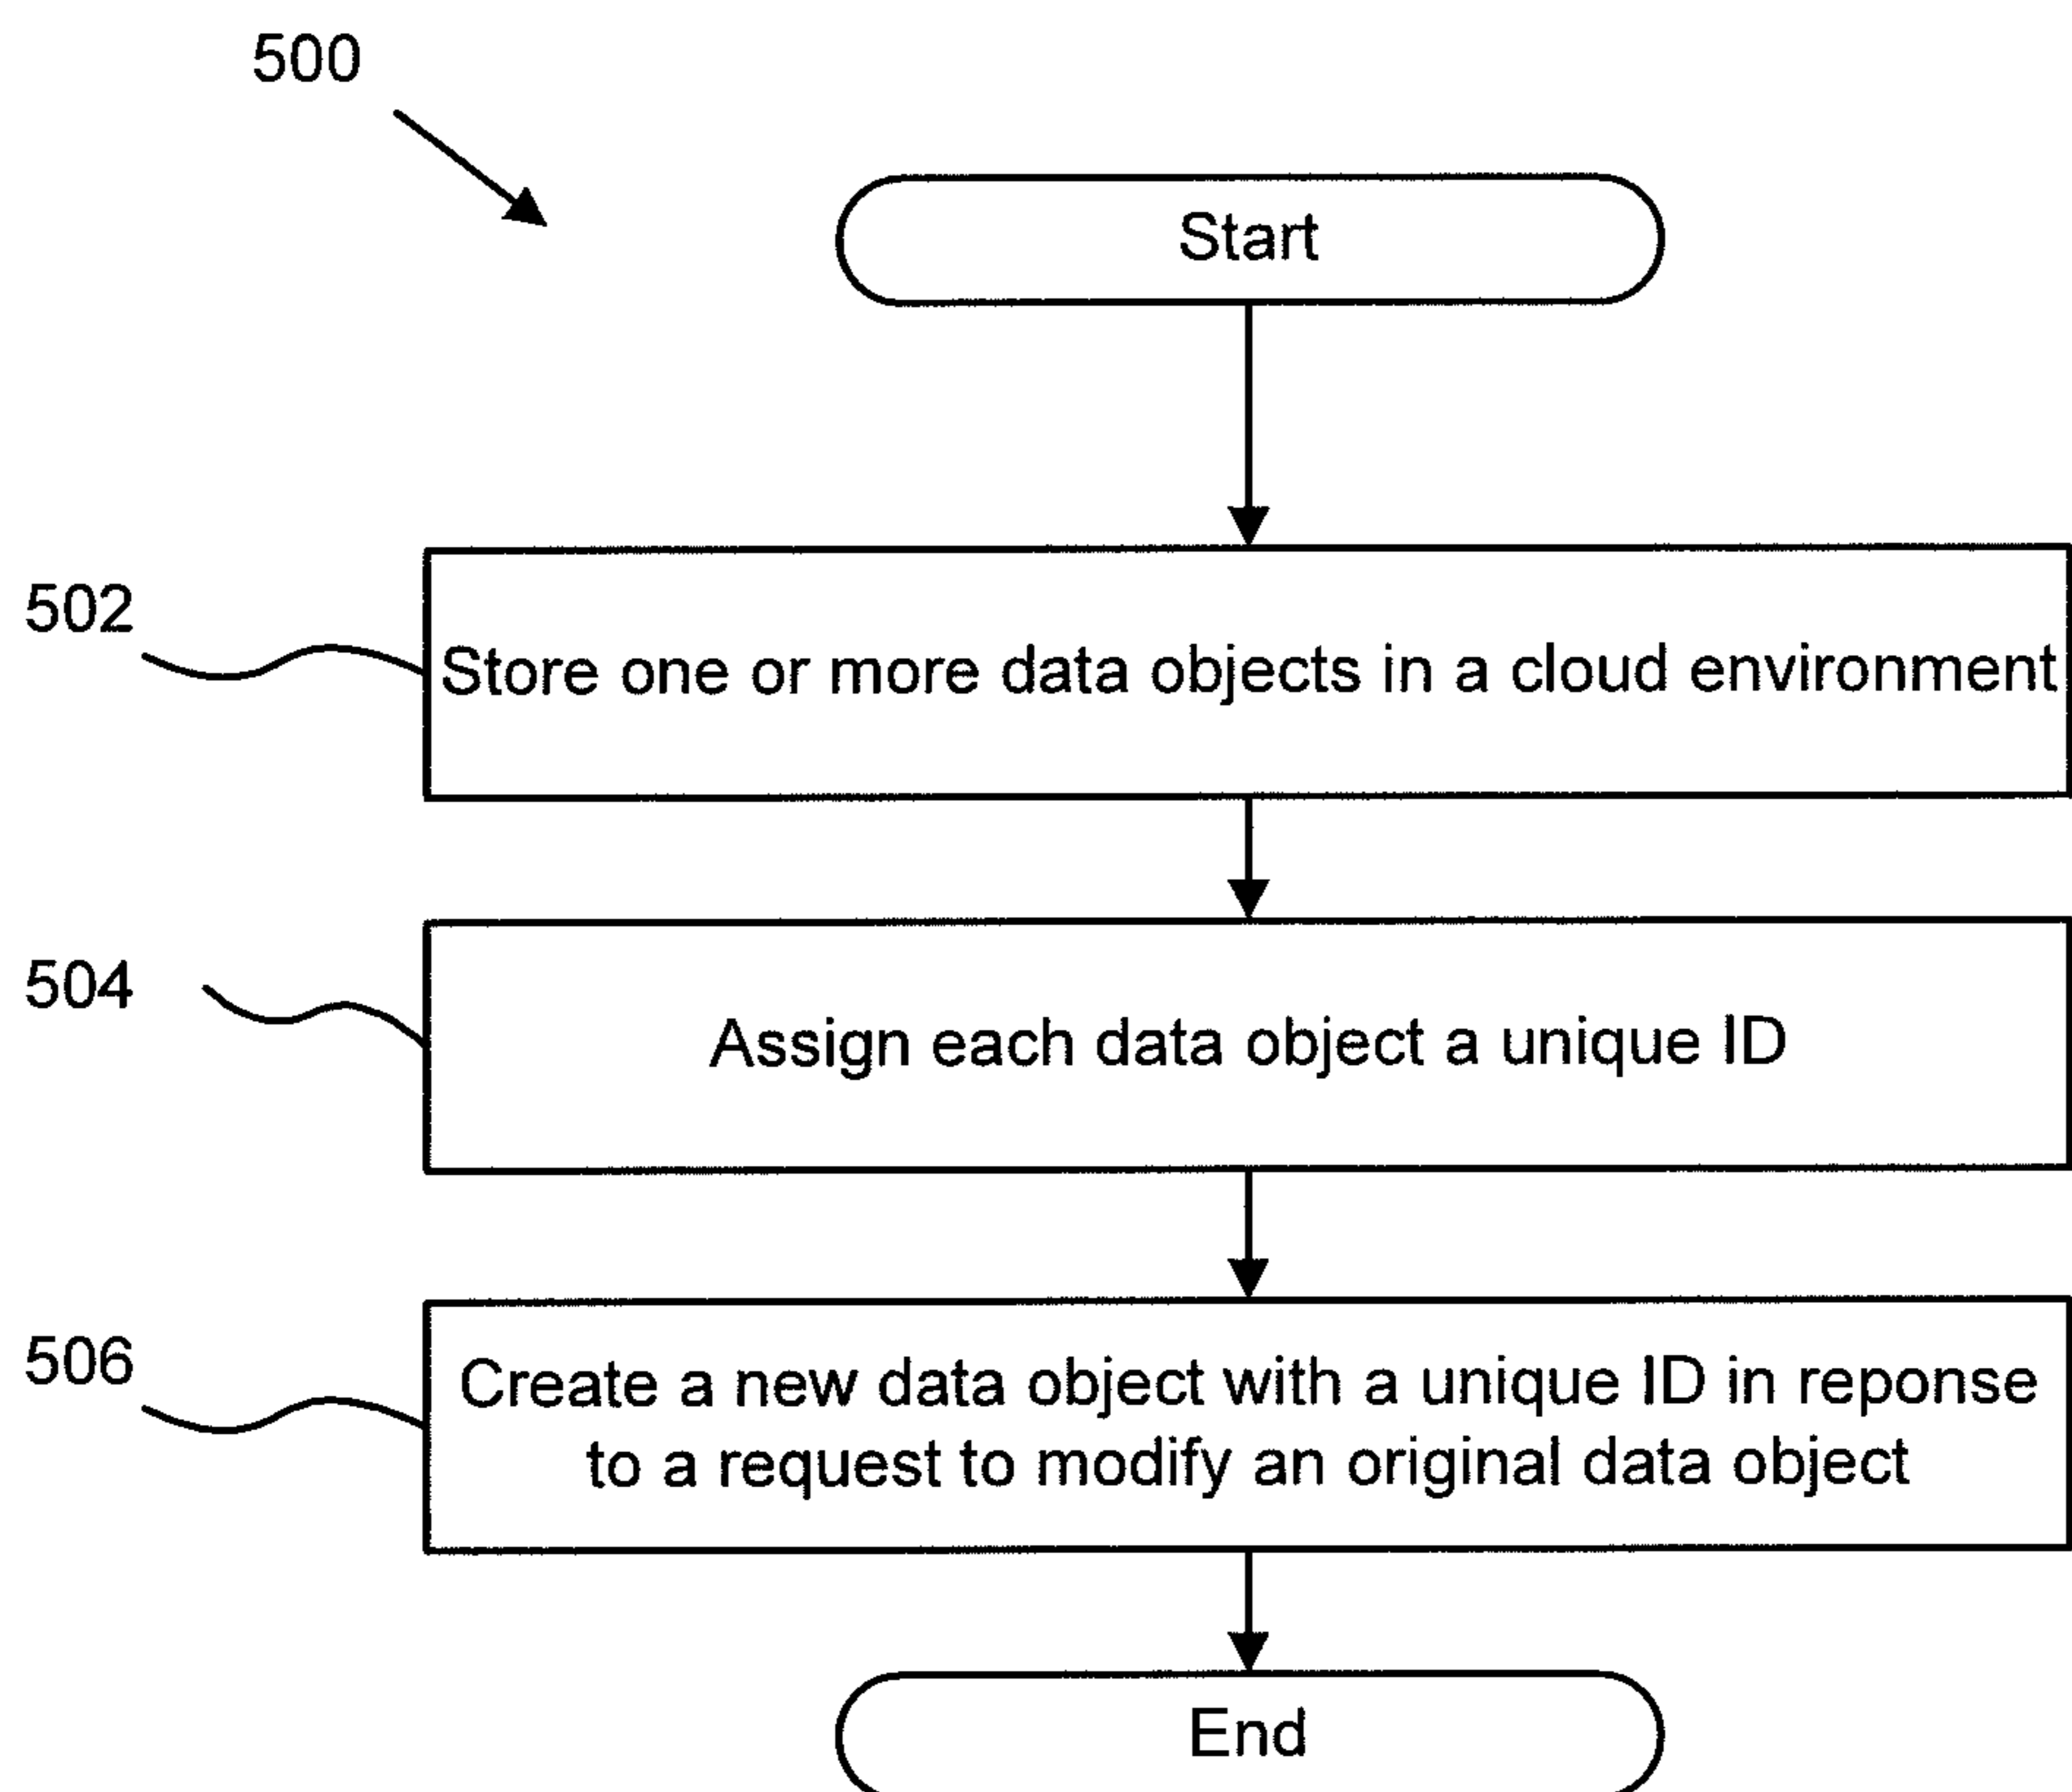 500
Start
502
Store one or more data objects in a cloud environment
504
Assign each data object a unique ID
506
Create a new data object with a unique ID in reponse
to a request to modify an original data object
End